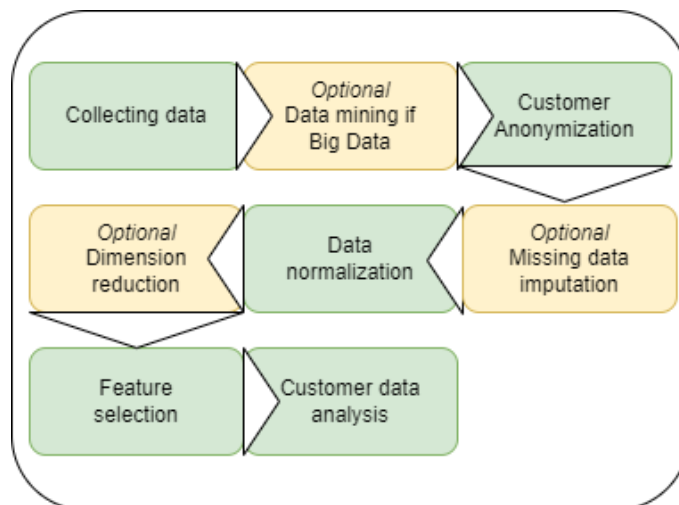 Collecting data
Optional
Data mining if
Big Data
Customer
Anonymization
Optional
Missing data
imputation
Data
normalization
Optional
Dimension
reduction
Feature
selection
Customer data
analysis